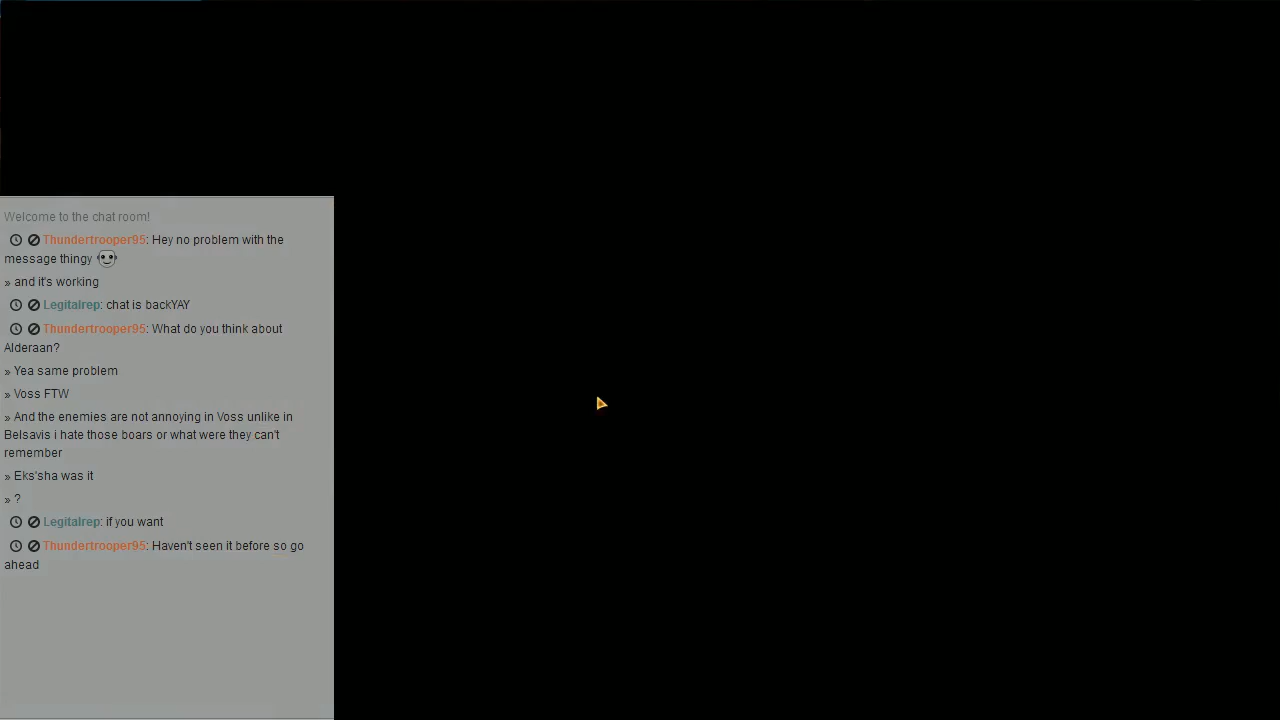 Welcome to the chat room!
Thundertrooper95: Hey no problem with the
message thingy
» and it's working
Legitalrep: chat is backYAY
Thundertrooper95: What do you think about
Alderaan?
» Yea same problem
» Voss FTW
» And the enemies are not annoying in Voss unlike in
Belsavis i hate those boars or what were they can't
remember
» Eks'sha was it
» ?
Legitalrep: if you want
Thundertrooper95: Haven't seen it before so go
ahead